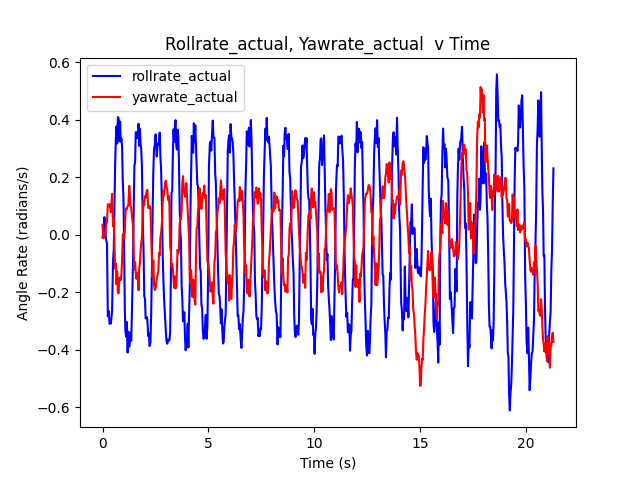 Rollrate_actual, Yawrate_actual  v Time
rollrate_actual
yawrate_actual
Angle Rate (radians/s)
0.6
0.4
0.2
0.0
−0.2
−0.4
−0.6
0 5 10 15 20
Time (s)